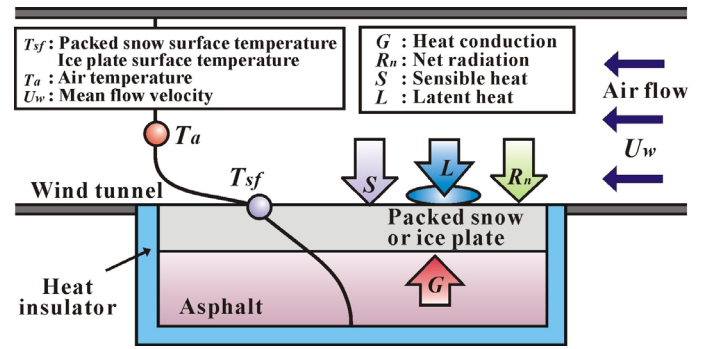 Tsf : Packed snow surface temperature
Ice plate surface temperature
Ta : Air temperature
Uw : Mean flow velocity
G : Heat conduction
Rn : Net radiation
S : Sensible heat
L : Latent heat
Air flow
Uw
Ta
Tsf
Wind tunnel
S
L
Rn
Packed snow
or ice plate
Heat
insulator
G
Asphalt